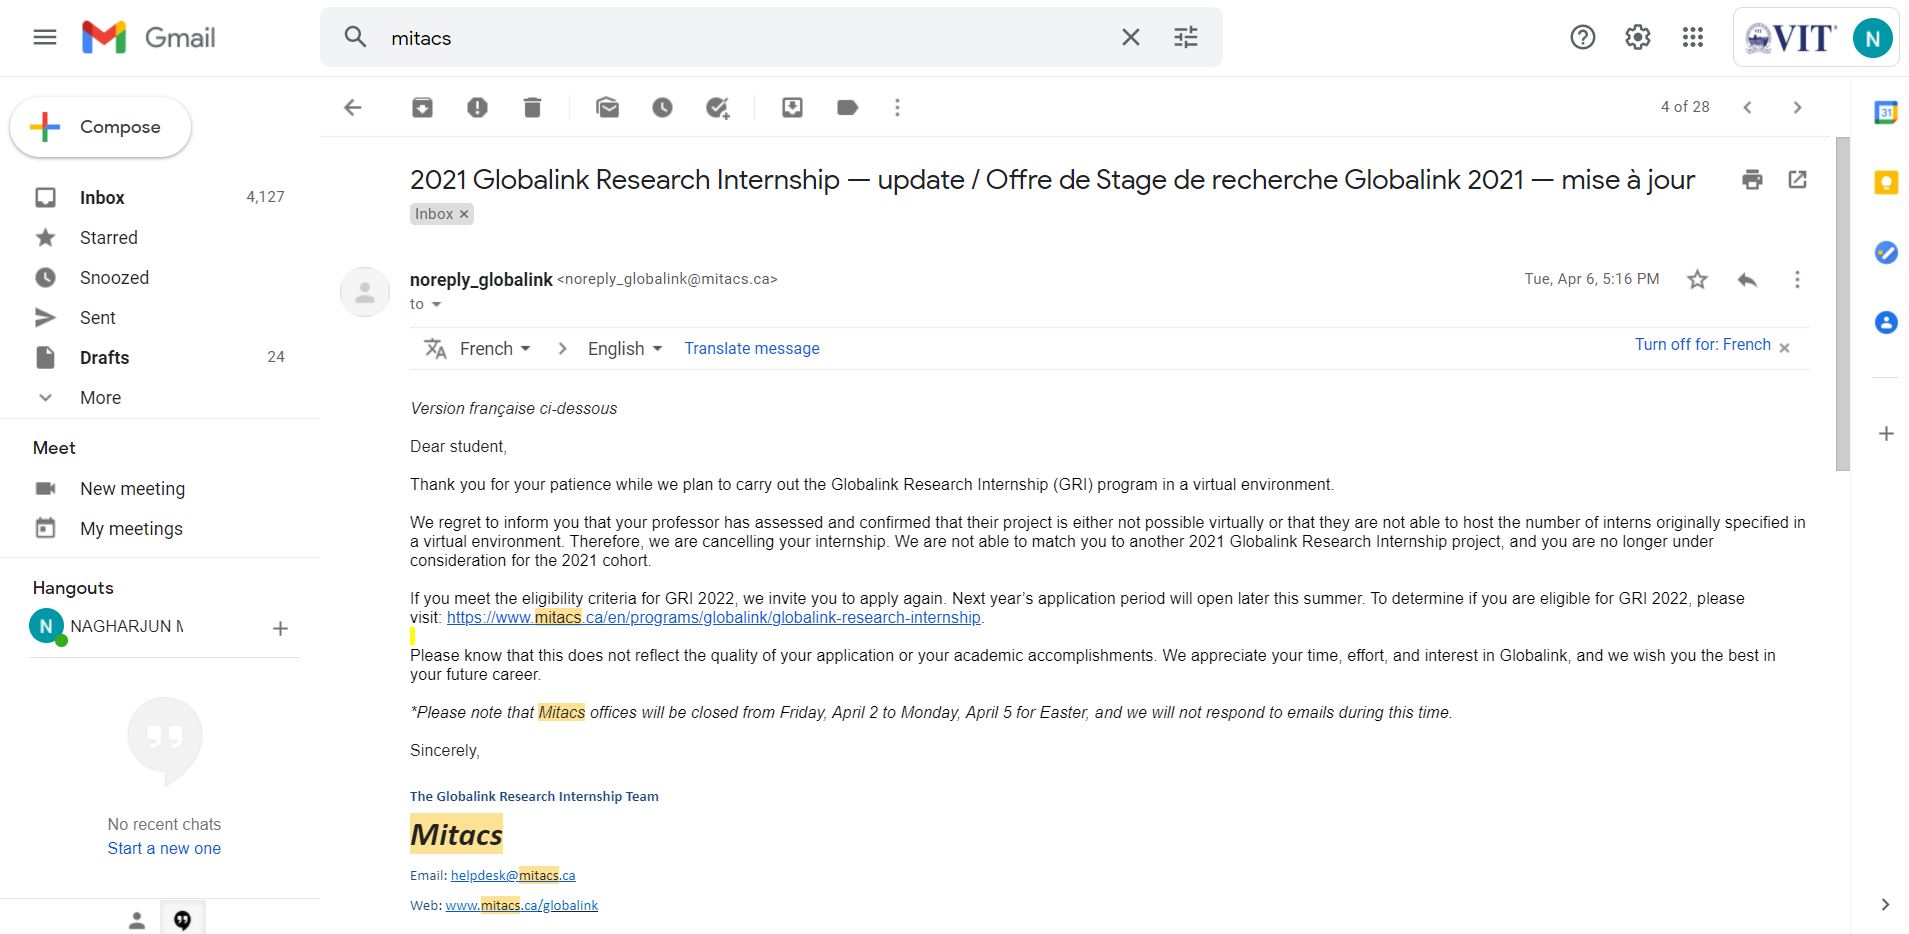 Gmail
mitacs
VIT
N
Compose
4 of 28
31
Inbox 4,127
Starred
Snoozed
Sent
Drafts 24
More
Meet
New meeting
My meetings
Hangouts
N NAGHARJUN
No recent chats
Start a new one
2021 Globalink Research Internship — update / Offre de Stage de recherche Globalink 2021 — mise à jour
Inbox ×
noreply_globalink <noreply_globalink@mitacs.ca> Tue, Apr 6, 5:16 PM
to
French > English Translate message Turn off for: French ×
Version française ci-dessous
Dear student,
Thank you for your patience while we plan to carry out the Globalink Research Internship (GRI) program in a virtual environment.
We regret to inform you that your professor has assessed and confirmed that their project is either not possible virtually or that they are not able to host the number of interns originally specified in
a virtual environment. Therefore, we are cancelling your internship. We are not able to match you to another 2021 Globalink Research Internship project, and you are no longer under
consideration for the 2021 cohort.
If you meet the eligibility criteria for GRI 2022, we invite you to apply again. Next year’s application period will open later this summer. To determine if you are eligible for GRI 2022, please
visit: https://www.mitacs.ca/en/programs/globalink/globalink-research-internship.
Please know that this does not reflect the quality of your application or your academic accomplishments. We appreciate your time, effort, and interest in Globalink, and we wish you the best in
your future career.
*Please note that Mitacs offices will be closed from Friday, April 2 to Monday, April 5 for Easter, and we will not respond to emails during this time.
Sincerely,
The Globalink Research Internship Team
Mitacs
Email: helpdesk@mitacs.ca
Web: www.mitacs.ca/globalink